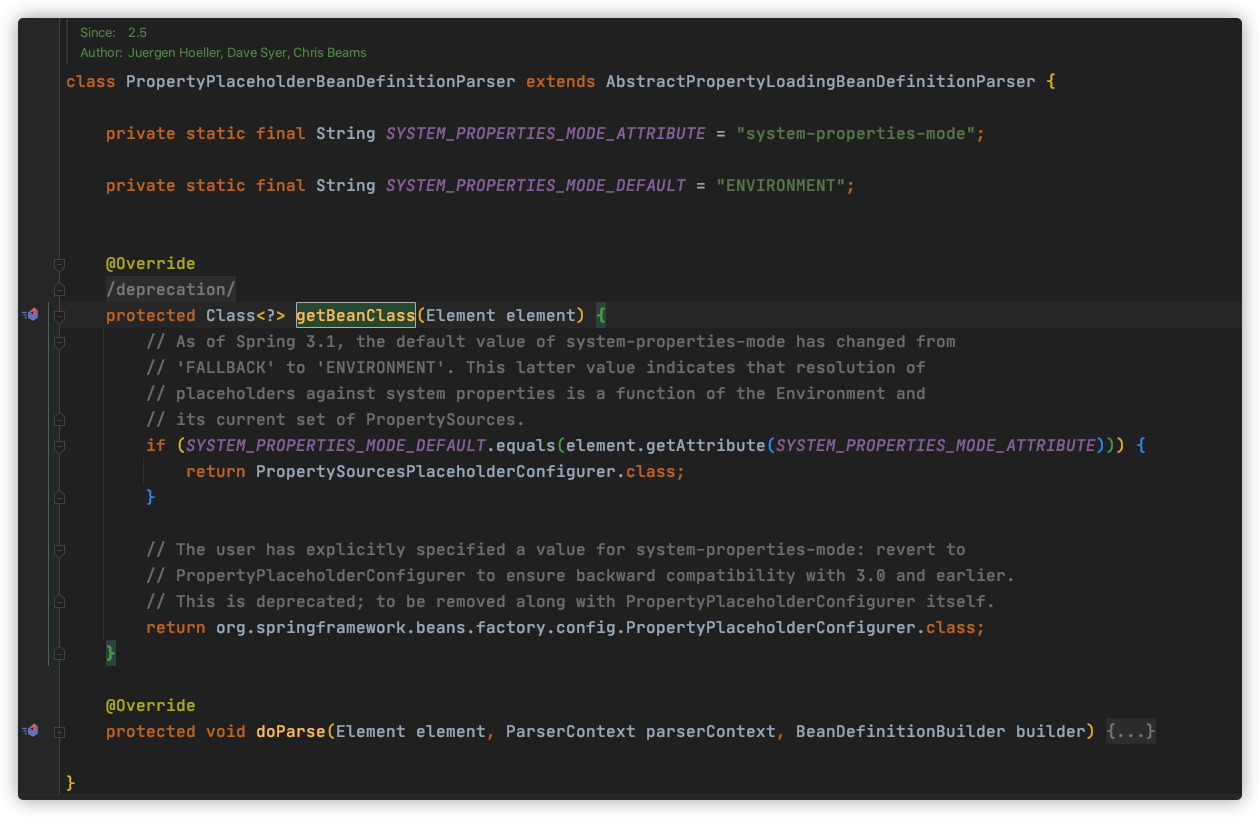 Since: 2.5
Author: Juergen Hoeller, Dave Syer, Chris Beams
class PropertyPlaceholderBeanDefinitionParser extends AbstractPropertyLoadingBeanDefinitionParser {
private static final String SYSTEM_PROPERTIES_MODE_ATTRIBUTE = "system-properties-mode";
private static final String SYSTEM_PROPERTIES_MODE_DEFAULT = "ENVIRONMENT";
@Override
/deprecation/
protected Class<?> getBeanClass(Element element) {
// As of Spring 3.1, the default value of system-properties-mode has changed from
// 'FALLBACK' to 'ENVIRONMENT'. This latter value indicates that resolution of
// placeholders against system properties is a function of the Environment and
// its current set of PropertySources.
if (SYSTEM_PROPERTIES_MODE_DEFAULT.equals(element.getAttribute(SYSTEM_PROPERTIES_MODE_ATTRIBUTE))) {
return PropertySourcesPlaceholderConfigurer.class;
}
// The user has explicitly specified a value for system-properties-mode: revert to
// PropertyPlaceholderConfigurer to ensure backward compatibility with 3.0 and earlier.
// This is deprecated; to be removed along with PropertyPlaceholderConfigurer itself.
return org.springframework.beans.factory.config.PropertyPlaceholderConfigurer.class;
}
@Override
protected void doParse(Element element, ParserContext parserContext, BeanDefinitionBuilder builder) {...}
}